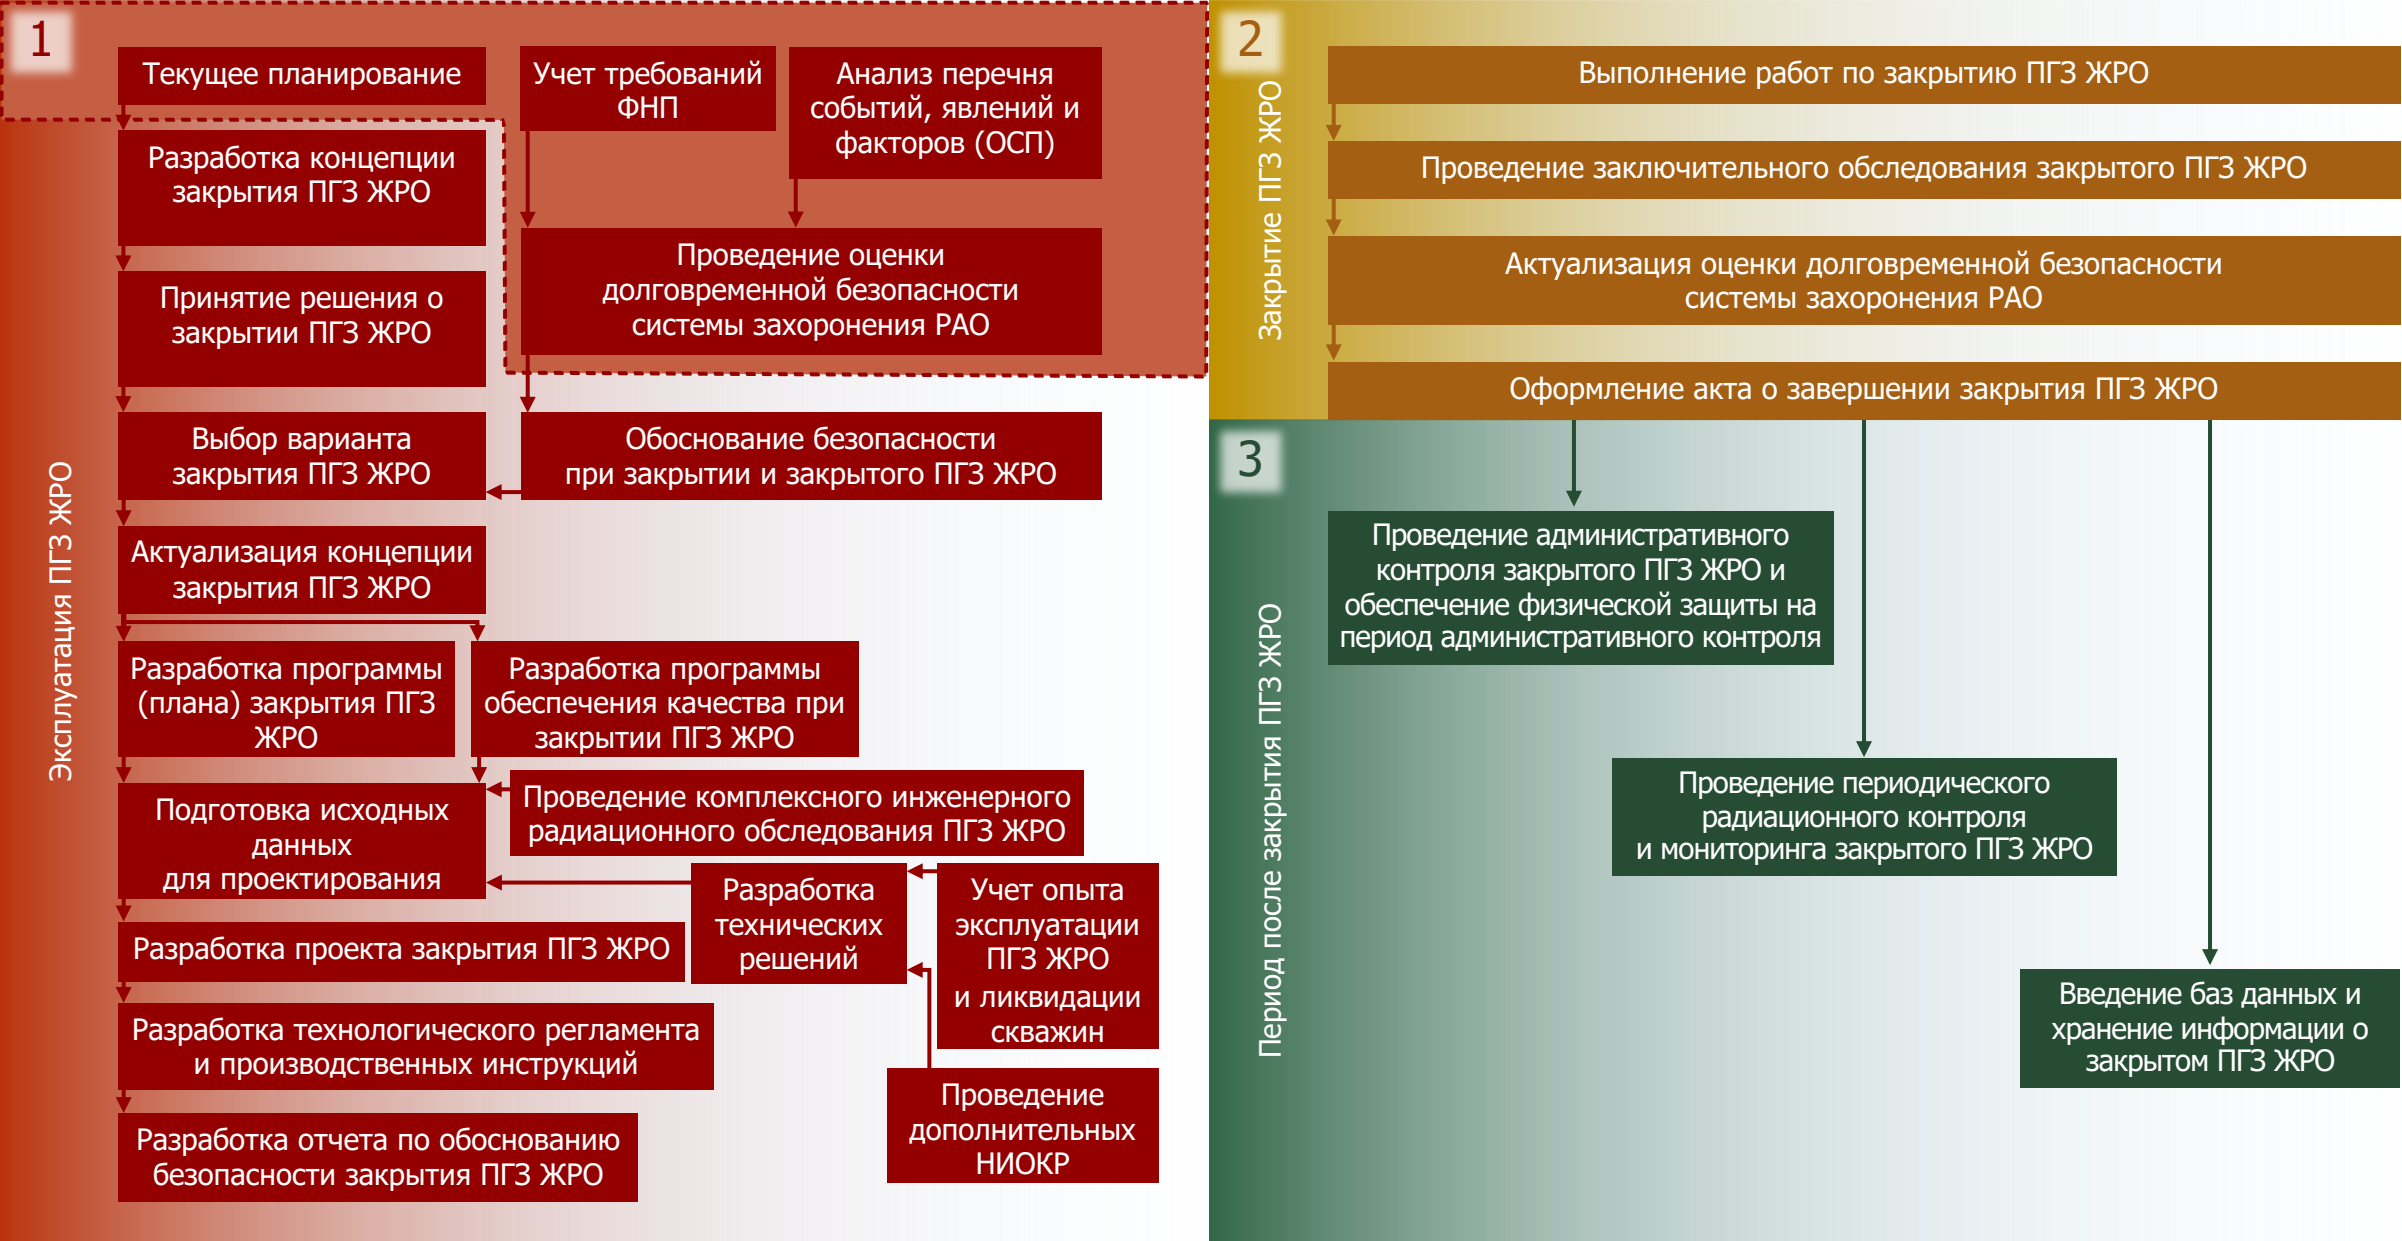 1
Эксплуатация ПГЗ ЖРО
Текущее планирование
Учет требований
ФНП
Анализ перечня
событий, явлений и
факторов (ОСП)
Разработка концепции
закрытия ПГЗ ЖРО
Проведение оценки
долговременной безопасности
системы захоронения РАО
Принятие решения о
закрытии ПГЗ ЖРО
Выбор варианта
закрытия ПГЗ ЖРО
Обоснование безопасности
при закрытии и закрытого ПГЗ ЖРО
Актуализация концепции
закрытия ПГЗ ЖРО
Разработка программы
(плана) закрытия ПГЗ
ЖРО
Разработка программы
обеспечения качества при
закрытии ПГЗ ЖРО
Подготовка исходных
данных
для проектирования
Проведение комплексного инженерного
радиационного обследования ПГЗ ЖРО
Разработка
технических
решений
Учет опыта
эксплуатации
ПГЗ ЖРО
и ликвидации
скважин
Разработка проекта закрытия ПГЗ ЖРО
Разработка технологического регламента
и производственных инструкций
Проведение
дополнительных
НИОКР
Разработка отчета по обоснованию
безопасности закрытия ПГЗ ЖРО
2
Закрытие ПГЗ ЖРО
Выполнение работ по закрытию ПГЗ ЖРО
Проведение заключительного обследования закрытого ПГЗ ЖРО
Актуализация оценки долговременной безопасности
системы захоронения РАО
Оформление акта о завершении закрытия ПГЗ ЖРО
3
Период после закрытия ПГЗ ЖРО
Проведение административного
контроля закрытого ПГЗ ЖРО и
обеспечение физической защиты на
период административного контроля
Проведение периодического
радиационного контроля
и мониторинга закрытого ПГЗ ЖРО
Введение баз данных и
хранение информации о
закрытом ПГЗ ЖРО